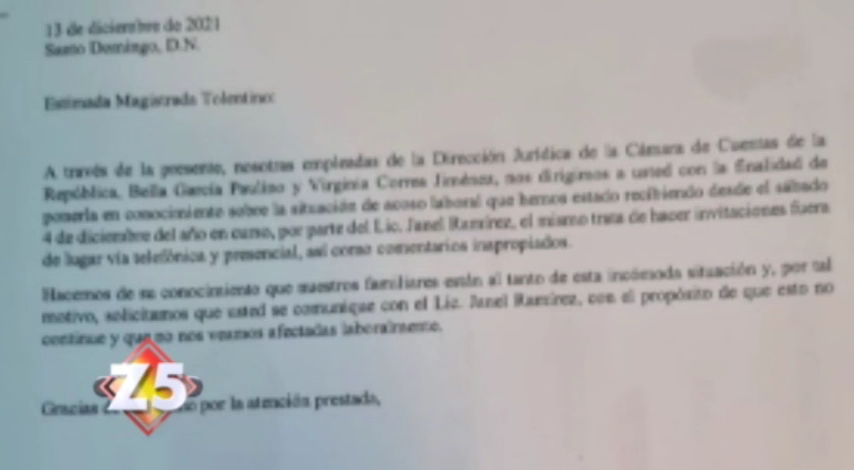 13 de diciembre de 2021
Santo Domingo, D.N.
Estimada Magistrada Tolentino:
A través de la presente, nosotras empleadas de la Dirección Jurídica de la Cámara de Cuentas de la
República, Bella García Paulino y Virginia Correa Jiménez, nos dirigimos a usted con la finalidad de
ponerla en conocimiento sobre la situación de acoso laboral que hemos estado recibiendo desde el sábado
4 de diciembre del año en curso, por parte del Lic. Janel Ramírez, el mismo trata de hacer invitaciones fuera
de lugar vía telefónica y presencial, así como comentarios inapropiados.
Hacemos de su conocimiento que nuestros familiares están al tanto de esta incómoda situación y, por tal
motivo, solicitamos que usted se comunique con el Lic. Janel Ramírez, con el propósito de que esto no
continue y que no nos veamos afectadas laboralmente.
Gracias por la atención prestada,
Z5